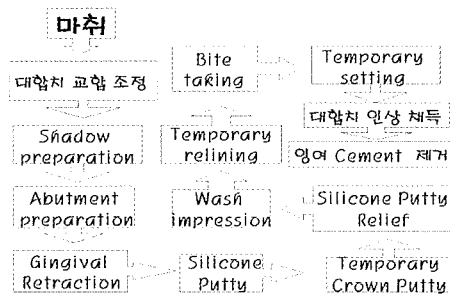 마취
대합치 교합 조정
Shadow
preparation
Abutment
preparation
Gingival
Retraction
Silicone
Putty
Temporary
Crown Putty
Silicone Putty
Relief
Wash
impression
Temporary
relining
Bite
taking
Temporary
setting
대합치 인상 채득
잉여 Cement 제거